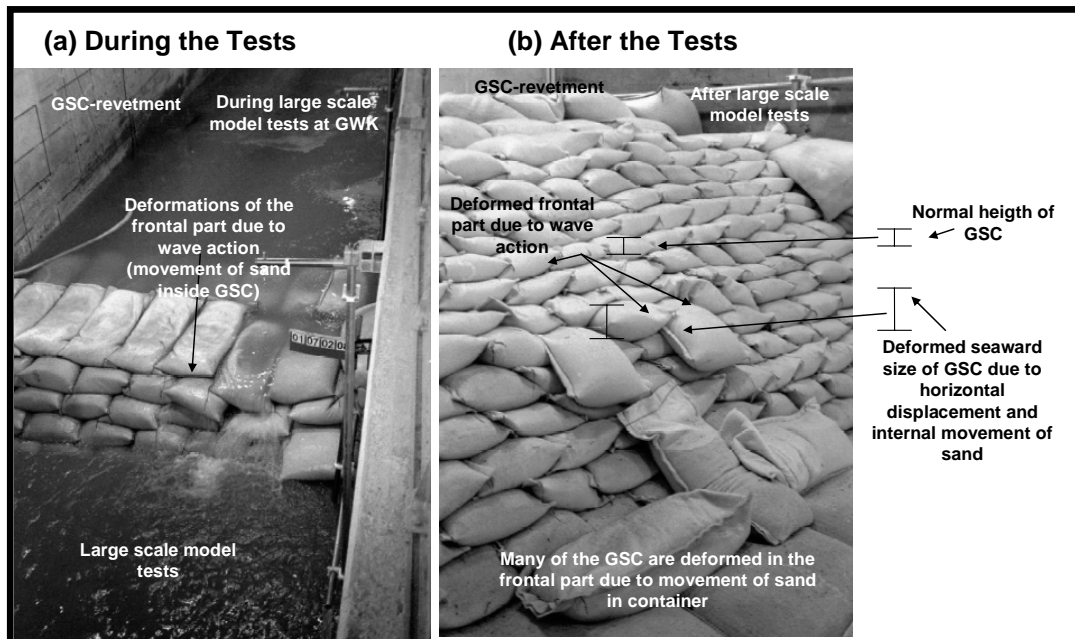 (a) During the Tests
(b) After the Tests
GSC-revetment
During large scale
model tests at GWK
Deformations of the
frontal part due to
wave action
(movement of sand
inside GSC)
Large scale model
tests
GSC-revetment
After large scale
model tests
Deformed frontal
part due to wave
action
Many of the GSC are deformed in the
frontal part due to movement of sand
in container
Normal heigth of
GSC
Deformed seaward
size of GSC due to
horizontal
displacement and
internal movement of
sand